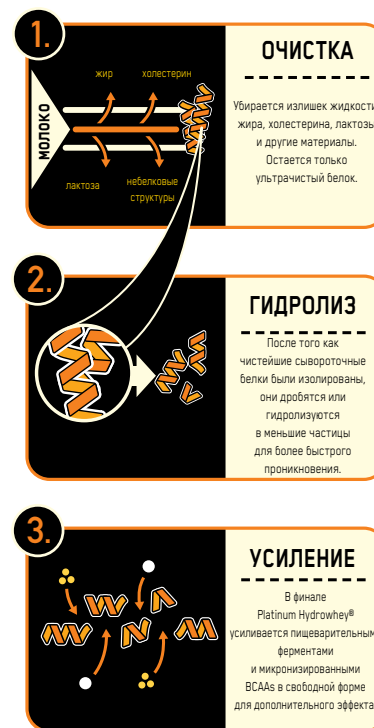 1.
МОЛОКО
жир холестерин
лактоза
небелковые
структуры
ОЧИСТКА
Убирается излишек жидкости
жира, холестерина, лактозы
и другие материалы.
Остается только
ультрачистый белок.
2.
ГИДРОЛИЗ
После того как
чистейшие сывороточные
белки были изолированы,
они дробятся или
гидролизуются
в меньшие частицы
для более быстрого
проникновения.
3.
УСИЛЕНИЕ
В финале
Platinum Hydrowhey®
усиливается пищеварительным
ферментами
и микронизированными
BCAAs в свободной форме
для дополнительного эффекта